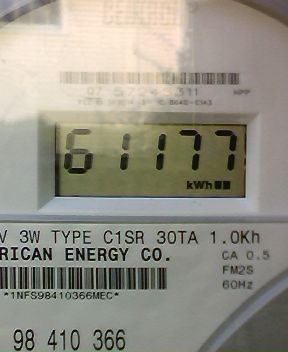 61177
kWh
V 3W TYPE C1SR 30TA 1.0Kh
RICAN ENERGY CO.
CA 0.5
FM2S
60Hz
*1NFS98410366MEC*
98 410 366